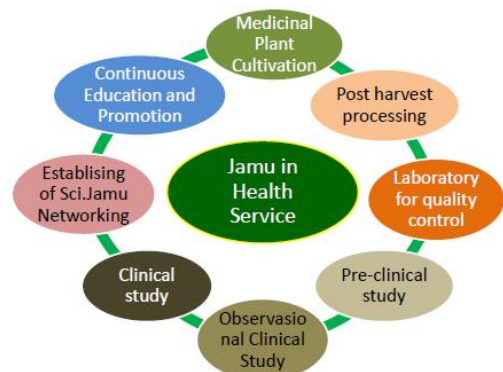 Medicinal
Plant
Cultivation
Post harvest
processing
Laboratory
for quality
control
Pre-clinical
study
Observasio
nal Clinical
Study
Clinical
study
Establising
of Sci.Jamu
Networking
Continuous
Education and
Promotion
Jamu in
Health
Service